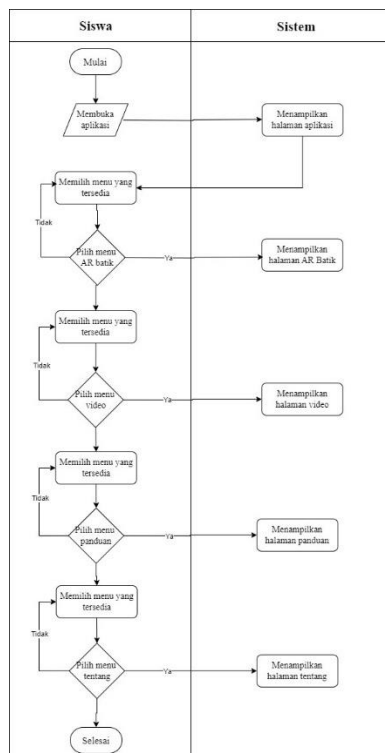 Siswa
Sistem
Mulai
Membuka
aplikasi
Menampilkan
halaman aplikasi
Memilih menu yang
tersedia
Tidak
Pilih menu
AR batik
Ya
Menampilkan
halaman AR Batik
Memilih menu yang
tersedia
Tidak
Pilih menu
video
Ya
Menampilkan
halaman video
Memilih menu yang
tersedia
Tidak
Pilih menu
panduan
Ya
Menampilkan
halaman panduan
Memilih menu yang
tersedia
Tidak
Pilih menu
tentang
Ya
Menampilkan
halaman tentang
Selesai